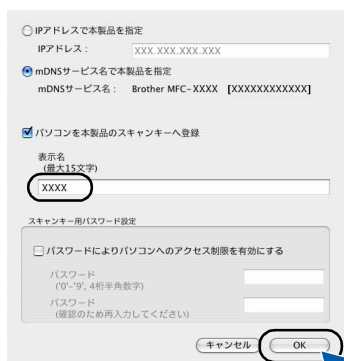 IPアドレスで本製品を指定
IPアドレス： XXX.XXX.XXX.XXX
mDNSサービス名で本製品を指定
mDNSサービス名： Brother MFC-XXXX [XXXXXXXXXXXX]
パソコンを本製品のスキャンキーへ登録
表示名
(最大15文字)
XXXX
スキャンキー用パスワード設定
パスワードによりパソコンへのアクセス制限を有効にする
パスワード
('0'-'9', 4桁半角数字)
パスワード
(確認のため再入力してください)
キャンセル OK